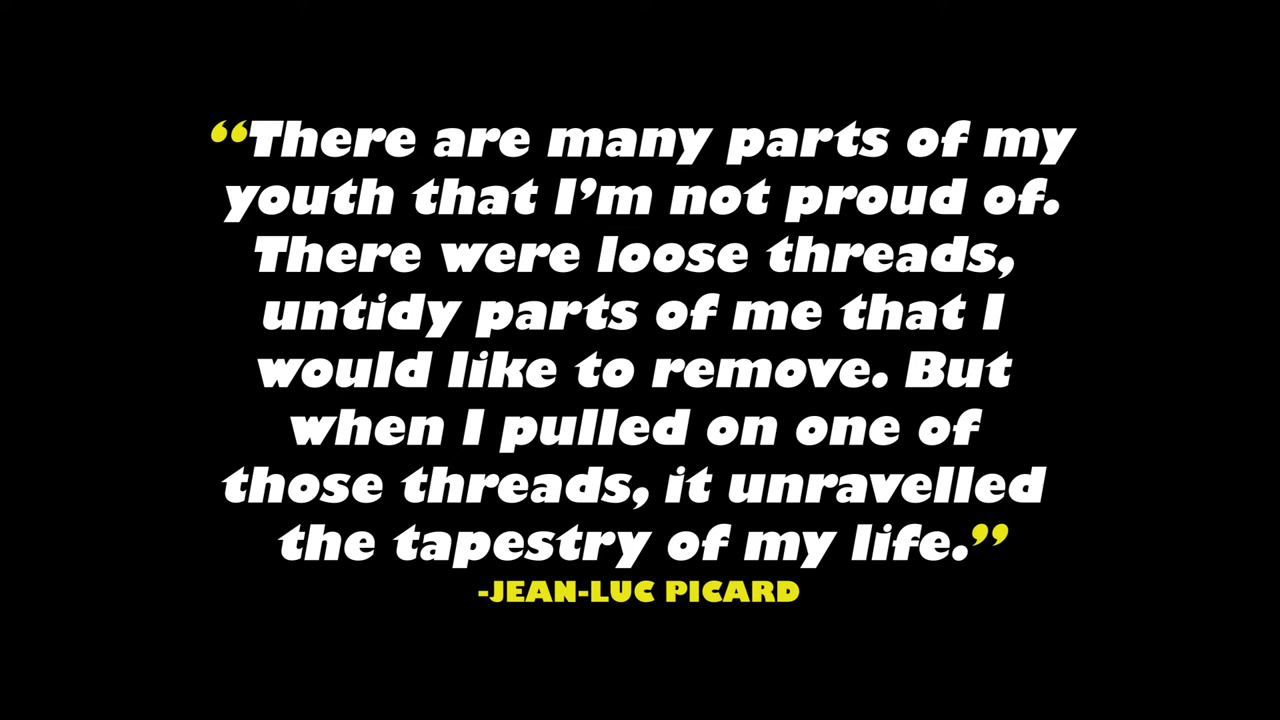 “There are many parts of my
youth that I’m not proud of.
There were loose threads,
untidy parts of me that I
would like to remove. But
when I pulled on one of
those threads, it unravelled
the tapestry of my life.”
-JEAN-LUC PICARD